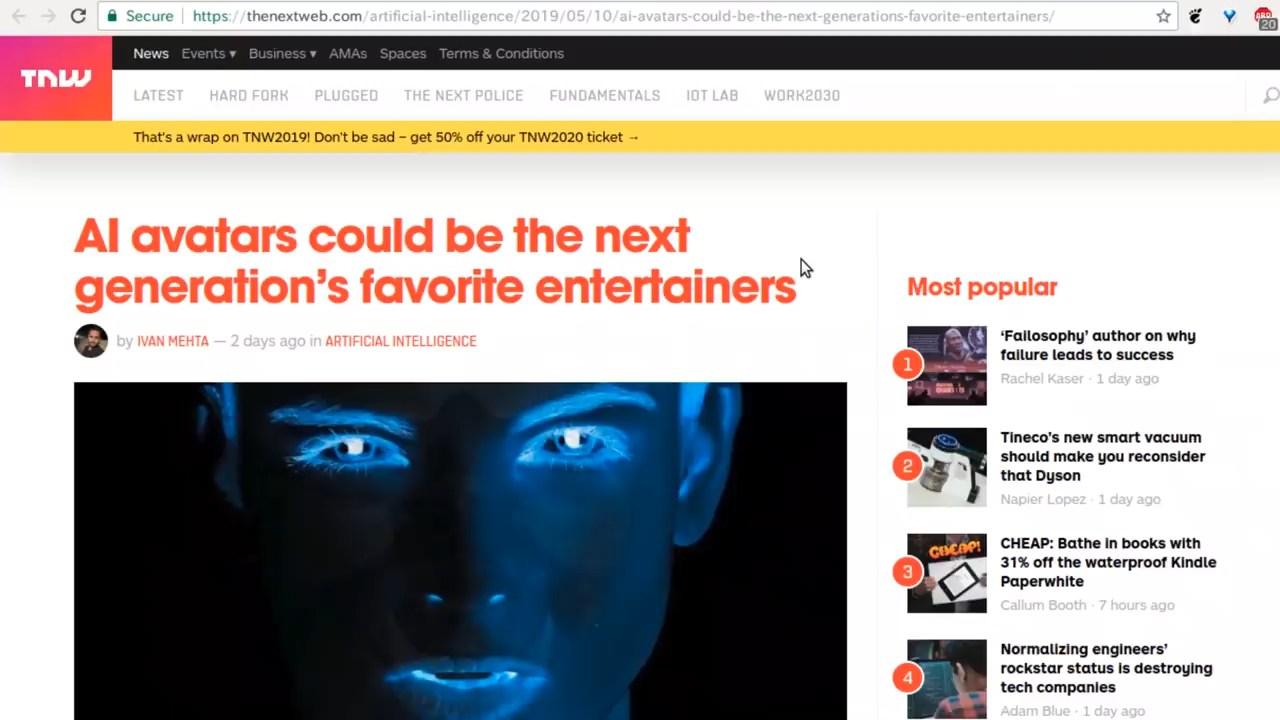 Secure
https://thenextweb.com/artificial-intelligence/2019/05/10/ai-avatars-could-be-the-next-generations-favorite-entertainers/
20
TNW
News Events ▾ Business ▾ AMAs Spaces Terms & Conditions
LATEST HARD FORK PLUGGED THE NEXT POLICE FUNDAMENTALS IOT LAB WORK2030
That's a wrap on TNW2019! Don't be sad – get 50% off your TNW2020 ticket →
AI avatars could be the next
generation's favorite entertainers
by IVAN MEHTA — 2 days ago in ARTIFICIAL INTELLIGENCE
Most popular
1
'Failosophy' author on why
failure leads to success
Rachel Kaser · 1 day ago
2
Tineco's new smart vacuum
should make you reconsider
that Dyson
Napier Lopez · 1 day ago
CHEAP!
3
CHEAP: Bathe in books with
31% off the waterproof Kindle
Paperwhite
Callum Booth · 7 hours ago
4
Normalizing engineers'
rockstar status is destroying
tech companies
Adam Blue · 1 day ago